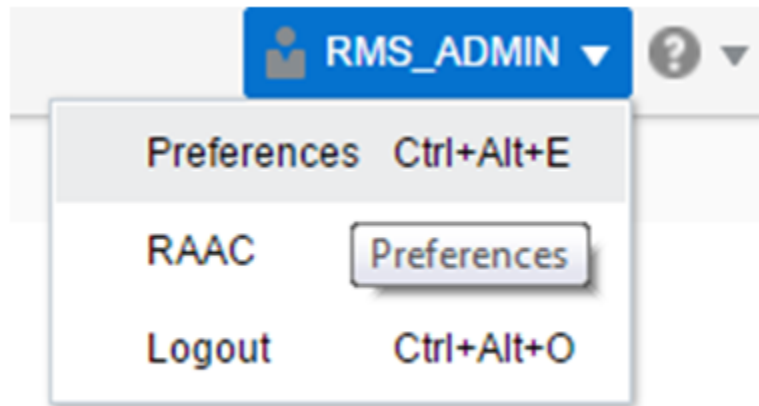 RMS_ADMIN ?
Preferences Ctrl+Alt+E
RAAC
Preferences
Logout Ctrl+Alt+O